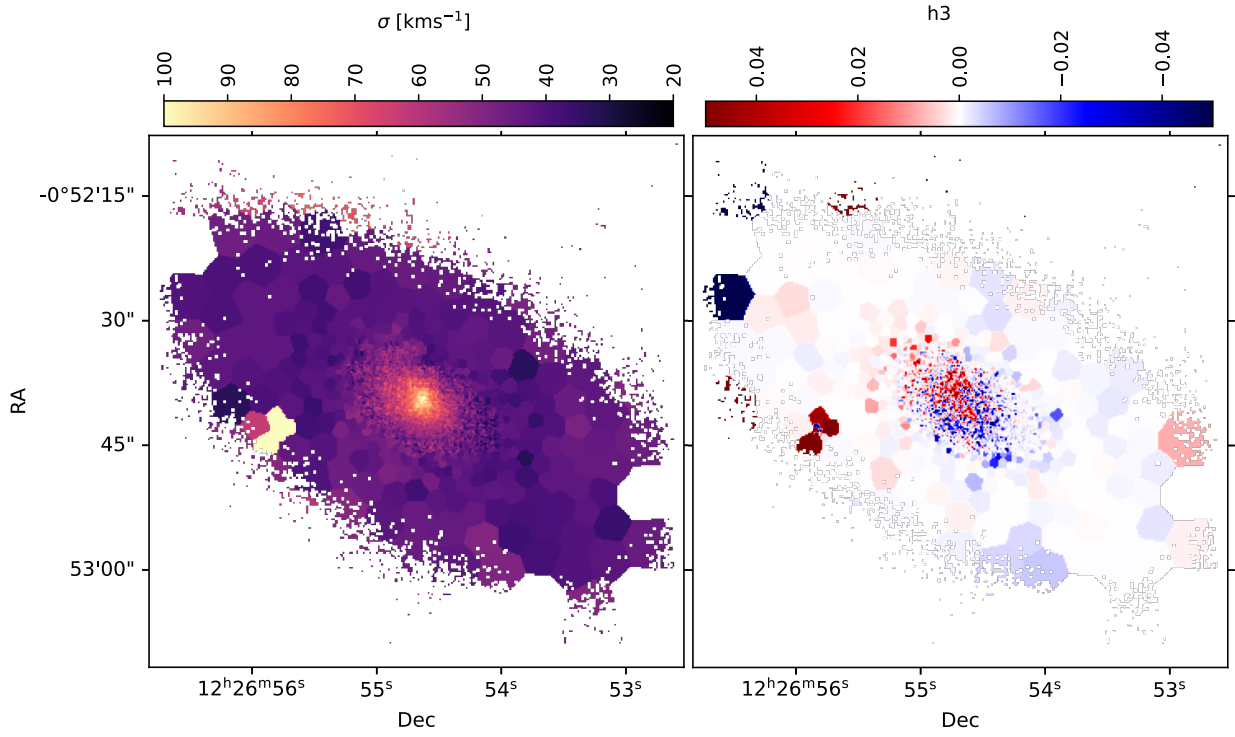 σ [kms⁻¹]
h3
100 90 80 70 60 50 40 30 20
0.04 0.02 0.00 −0.02 −0.04
-0°52'15"
30"
RA
45"
53'00"
12ʰ26ᵐ56ˢ 55ˢ 54ˢ 53ˢ
12ʰ26ᵐ56ˢ 55ˢ 54ˢ 53ˢ
Dec
Dec